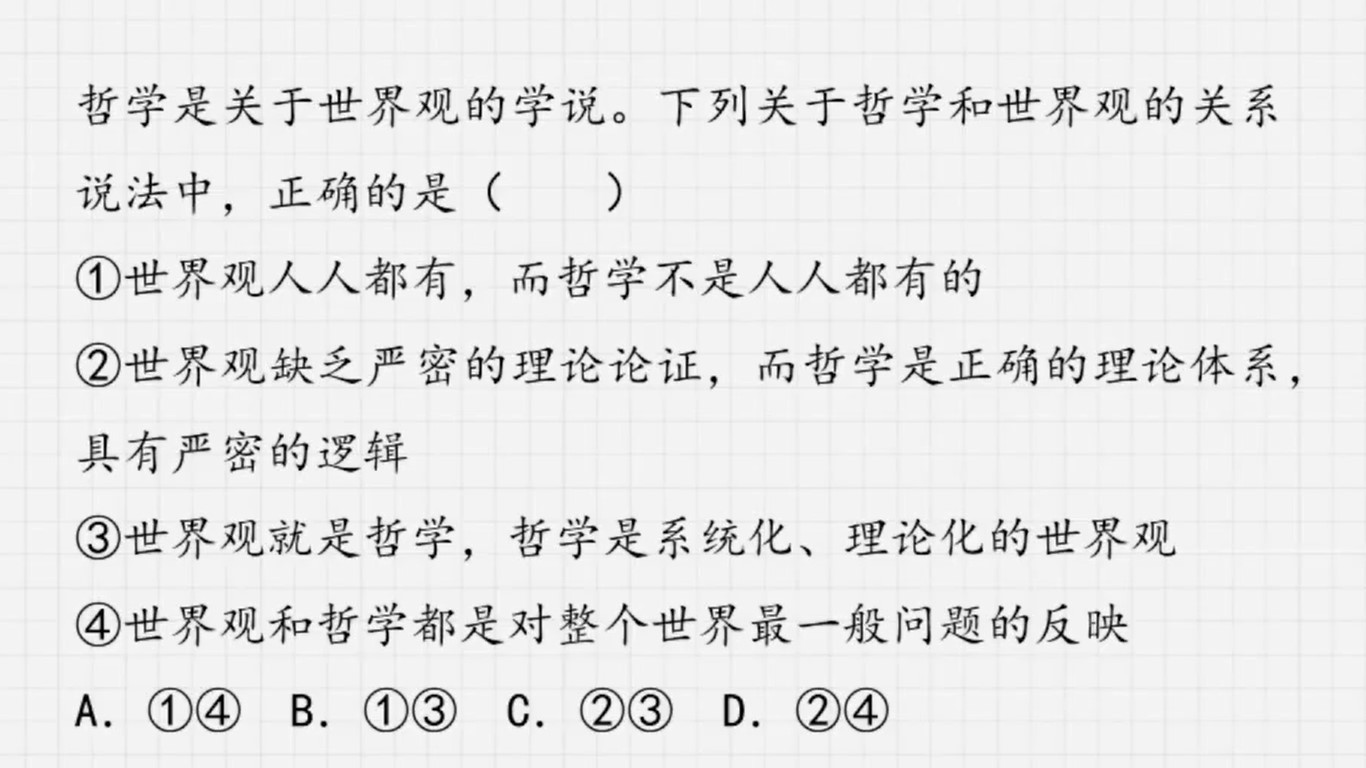 哲学是关于世界观的学说。下列关于哲学和世界观的关系
说法中，正确的是（　　）
①世界观人人都有，而哲学不是人人都有的
②世界观缺乏严密的理论论证，而哲学是正确的理论体系，
具有严密的逻辑
③世界观就是哲学，哲学是系统化、理论化的世界观
④世界观和哲学都是对整个世界最一般问题的反映
A. ①④  B. ①③  C. ②③  D. ②④